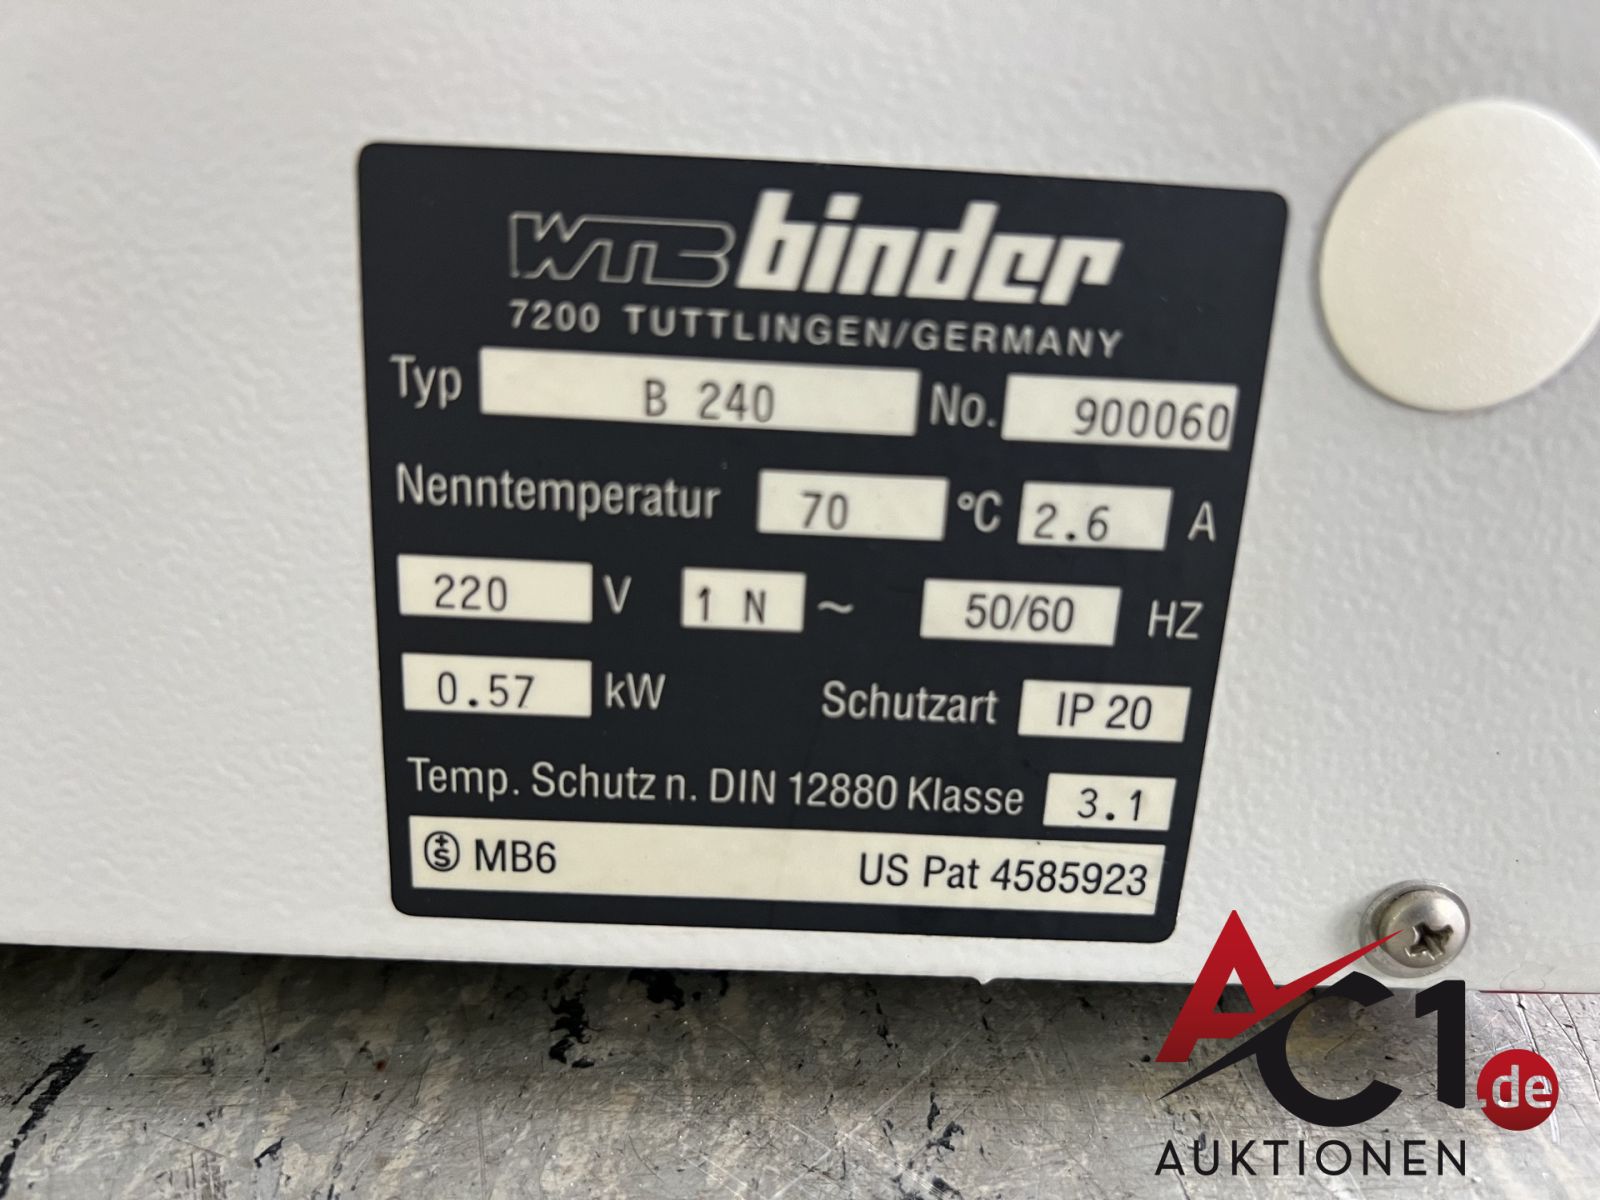 WTB binder
7200 TUTTLINGEN/GERMANY
Typ B 240 No. 900060
Nenntemperatur 70 °C 2.6 A
220 V 1 N ~ 50/60 HZ
0.57 kW Schutzart IP 20
Temp. Schutz n. DIN 12880 Klasse 3.1
+S MB6 US Pat 4585923
AC1.de
AUKTIONEN